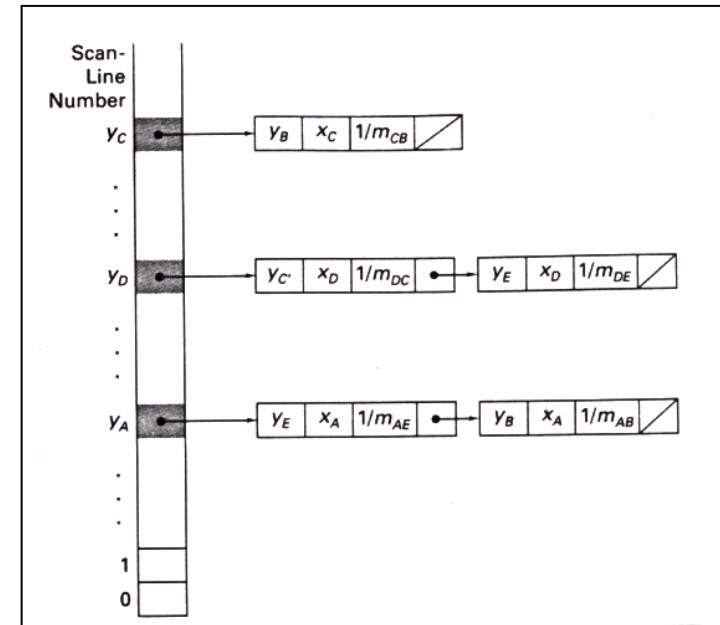 Scan-
Line
Number
y_C y_B x_C 1/m_CB
.
.
.
y_D y_C' x_D 1/m_DC y_E x_D 1/m_DE
.
.
.
y_A y_E x_A 1/m_AE y_B x_A 1/m_AB
.
.
.
1
0